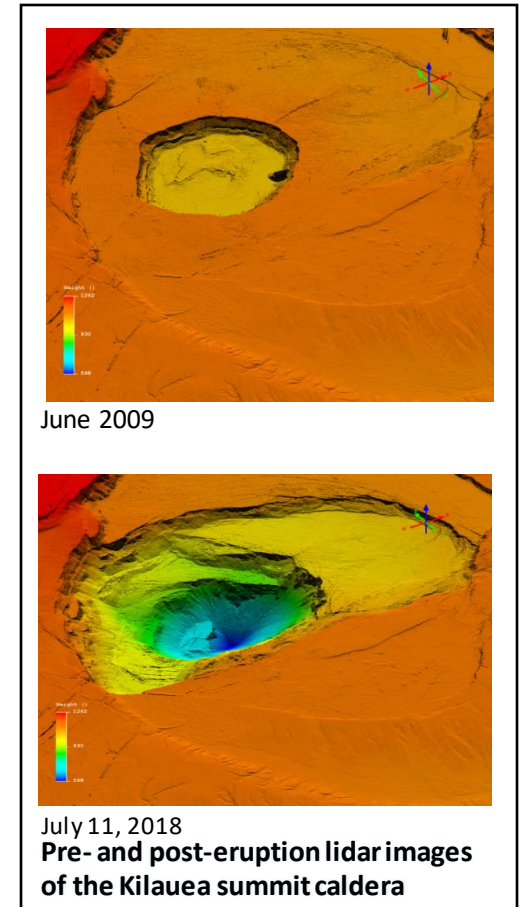 June 2009
July 11, 2018
Pre- and post-eruption lidar images
of the Kilauea summit caldera